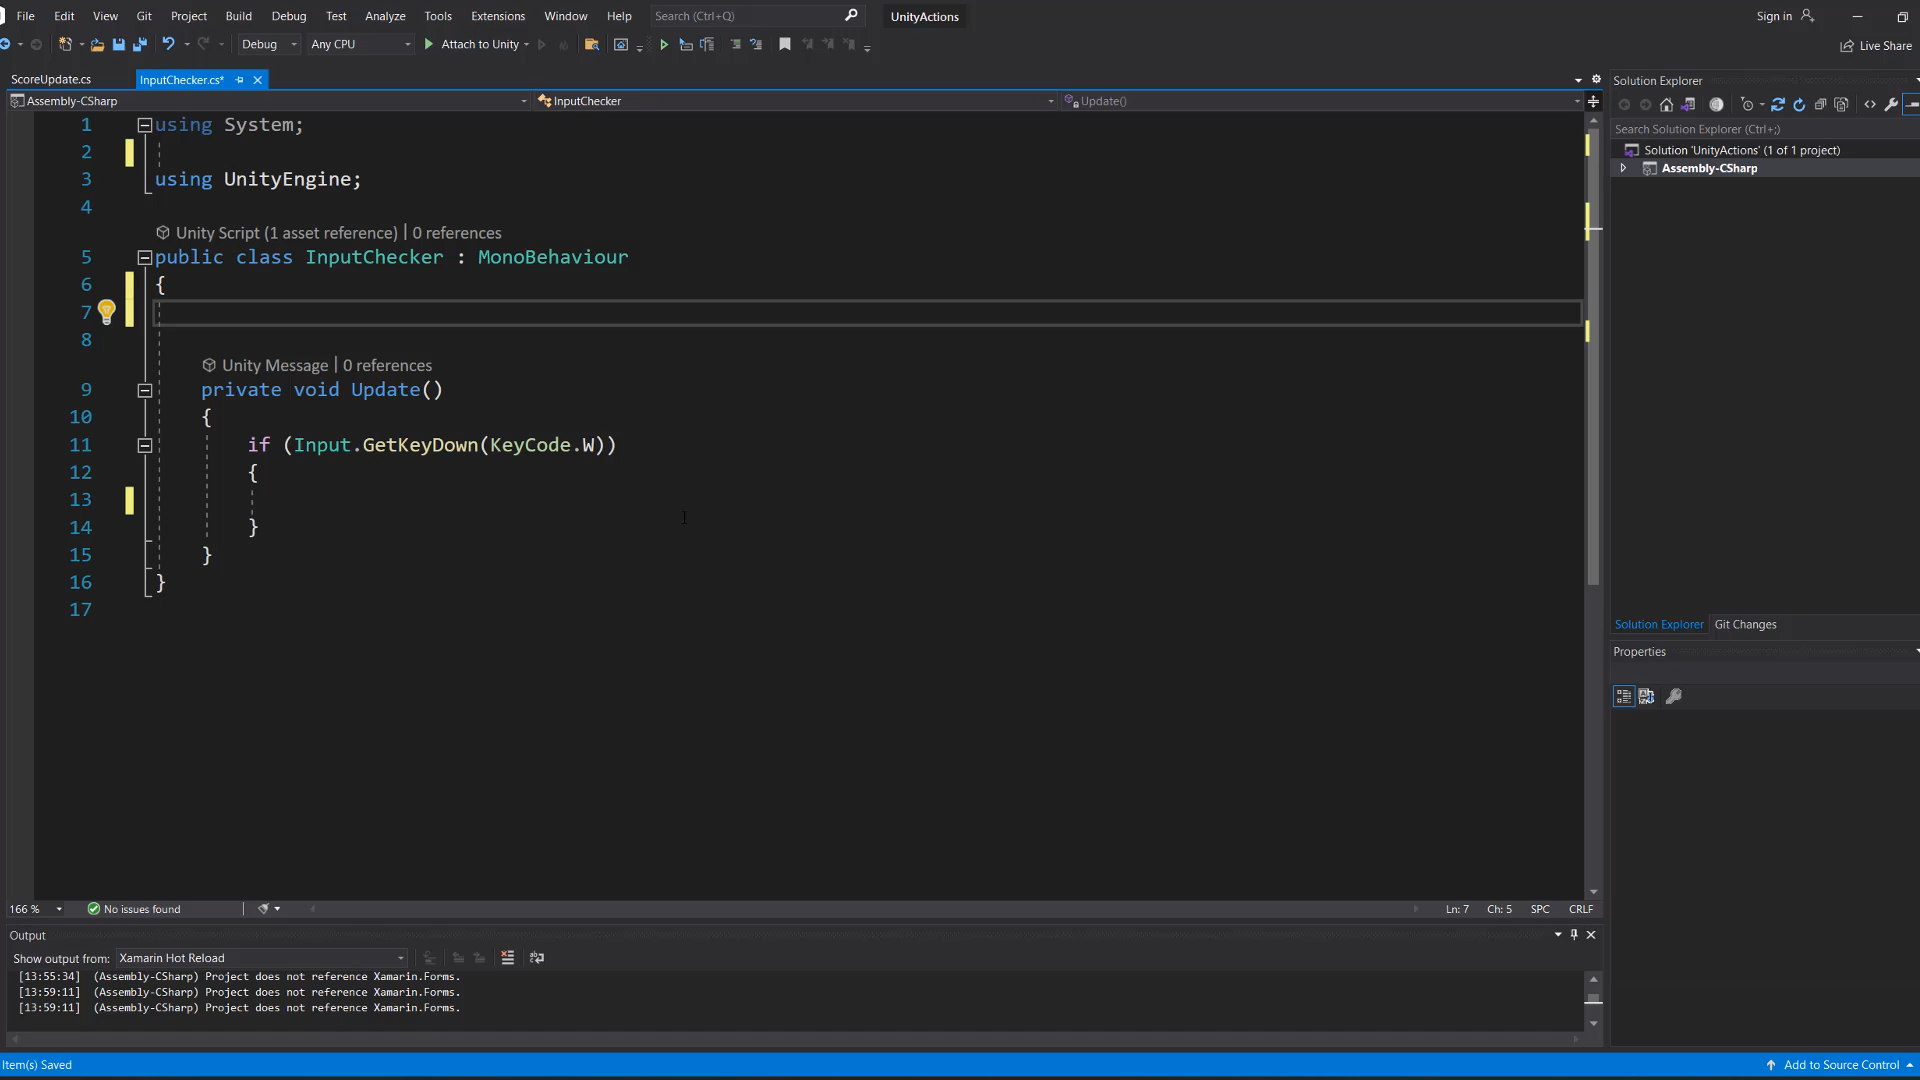 File Edit View Git Project Build Debug Test Analyze Tools Extensions Window Help Search (Ctrl+Q) UnityActions Sign in
Debug Any CPU Attach to Unity Live Share
ScoreUpdate.cs InputChecker.cs*
Assembly-CSharp InputChecker Update()
1 using System;
2
3 using UnityEngine;
4
Unity Script (1 asset reference) | 0 references
5 public class InputChecker : MonoBehaviour
6 {
7
8
Unity Message | 0 references
9 private void Update()
10 {
11 if (Input.GetKeyDown(KeyCode.W))
12 {
13
14 }
15 }
16 }
17
166 % No issues found Ln: 7 Ch: 5 SPC CRLF
Output
Show output from: Xamarin Hot Reload
[13:55:34] (Assembly-CSharp) Project does not reference Xamarin.Forms.
[13:59:11] (Assembly-CSharp) Project does not reference Xamarin.Forms.
[13:59:11] (Assembly-CSharp) Project does not reference Xamarin.Forms.
Solution Explorer
Search Solution Explorer (Ctrl+;)
Solution 'UnityActions' (1 of 1 project)
Assembly-CSharp
Solution Explorer Git Changes
Properties
Item(s) Saved Add to Source Control